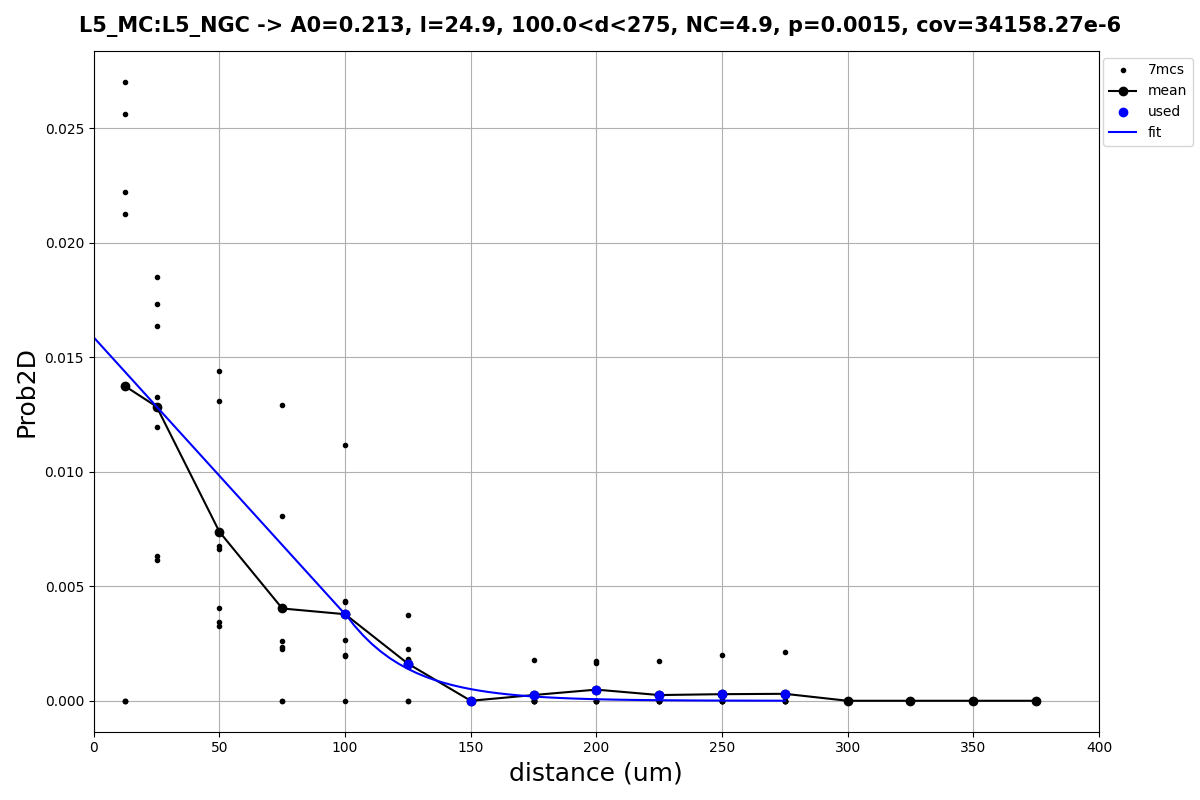 L5_MC:L5_NGC -> A0=0.213, l=24.9, 100.0<d<275, NC=4.9, p=0.0015, cov=34158.27e-6
7mcs
mean
used
fit
Prob2D
0.025
0.020
0.015
0.010
0.005
0.000
0 50 100 150 200 250 300 350 400
distance (um)